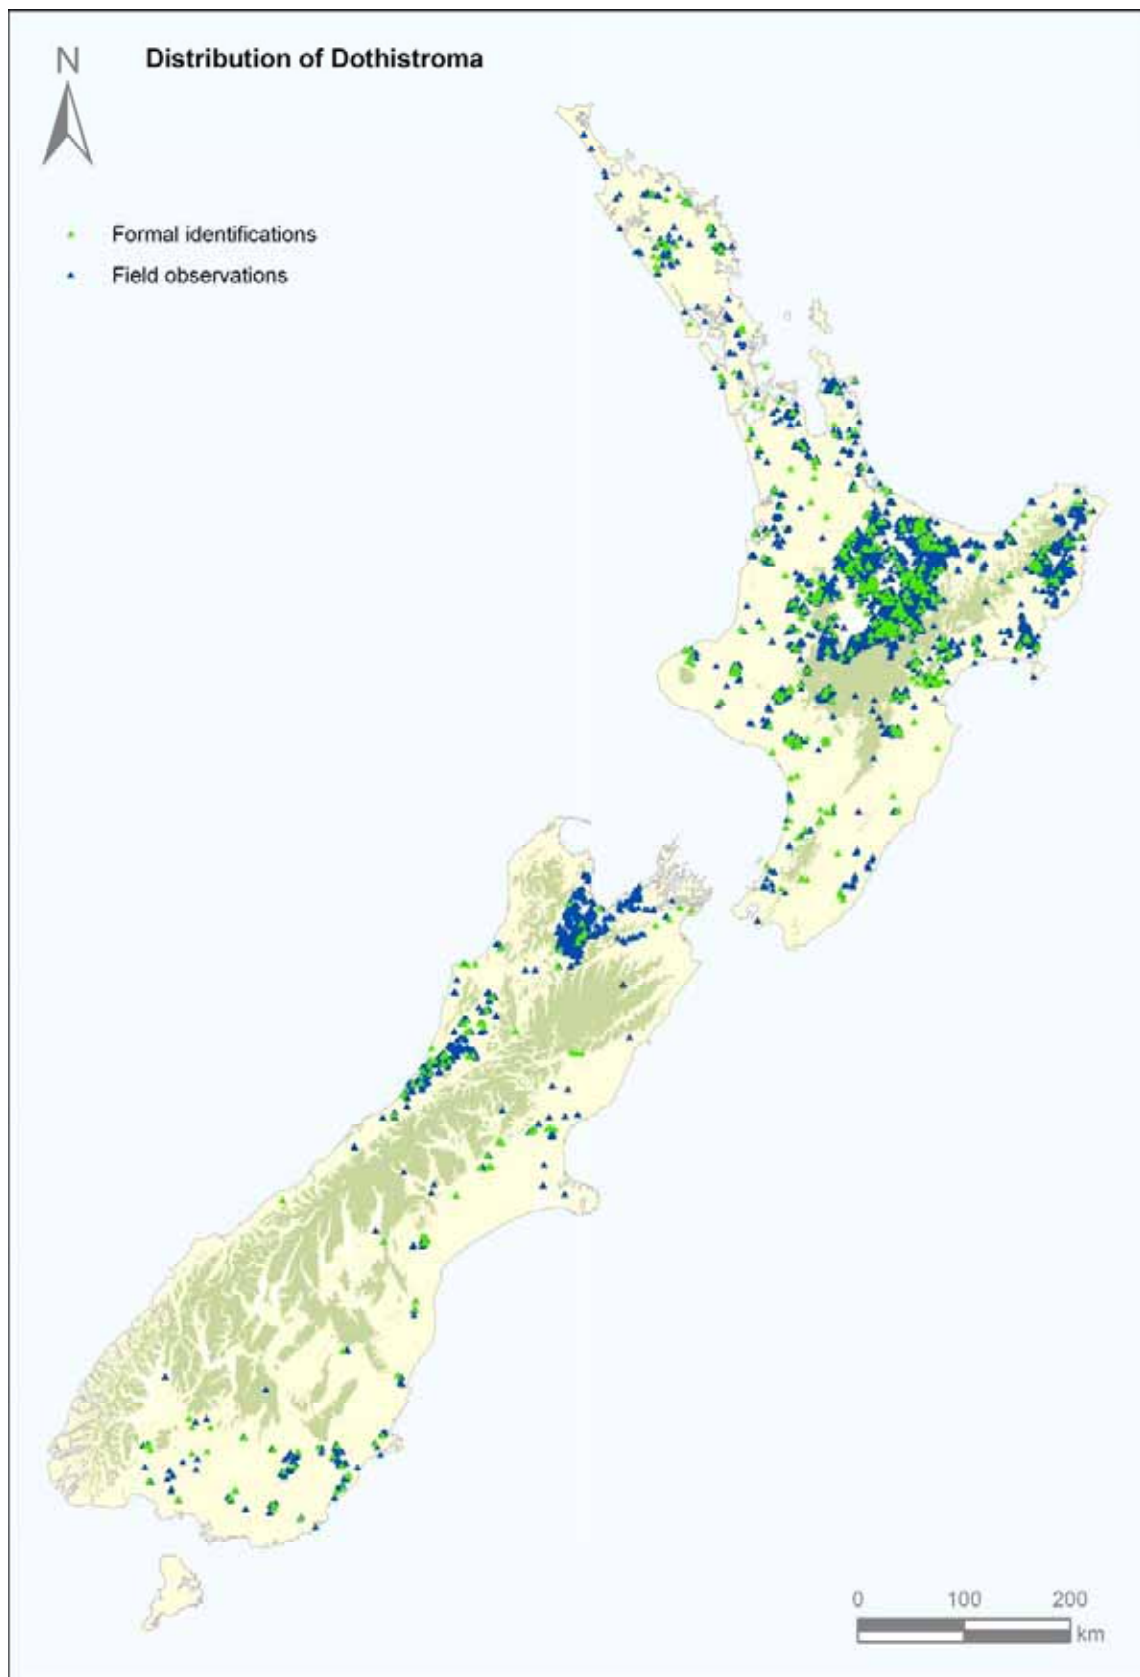 Distribution of Dothistroma
N
Formal identifications
Field observations
0 100 200
km